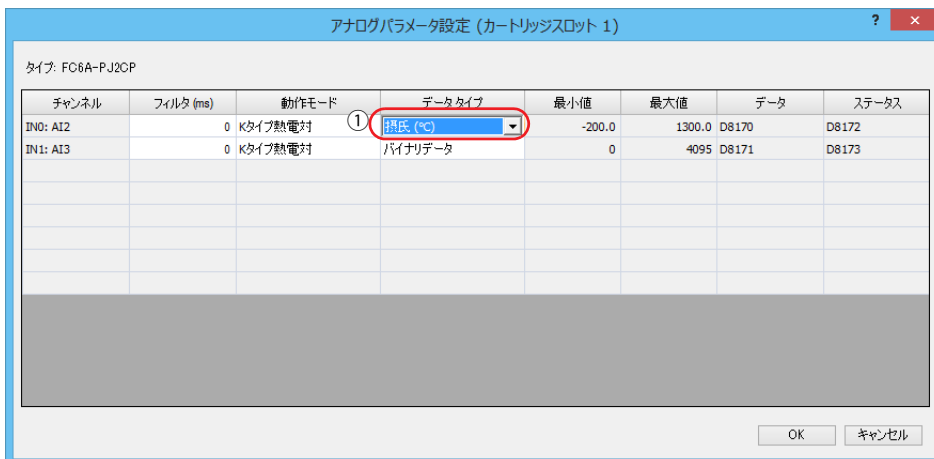 アナログパラメータ設定 (カートリッジスロット 1)
? ×
タイプ: FC6A-PJ2CP
チャンネル フィルタ (ms) 動作モード データ タイプ 最小値 最大値 データ ステータス
IN0: AI2 0 Kタイプ熱電対 ① 摂氏 (℃) -200.0 1300.0 D8170 D8172
IN1: AI3 0 Kタイプ熱電対 バイナリデータ 0 4095 D8171 D8173
OK キャンセル